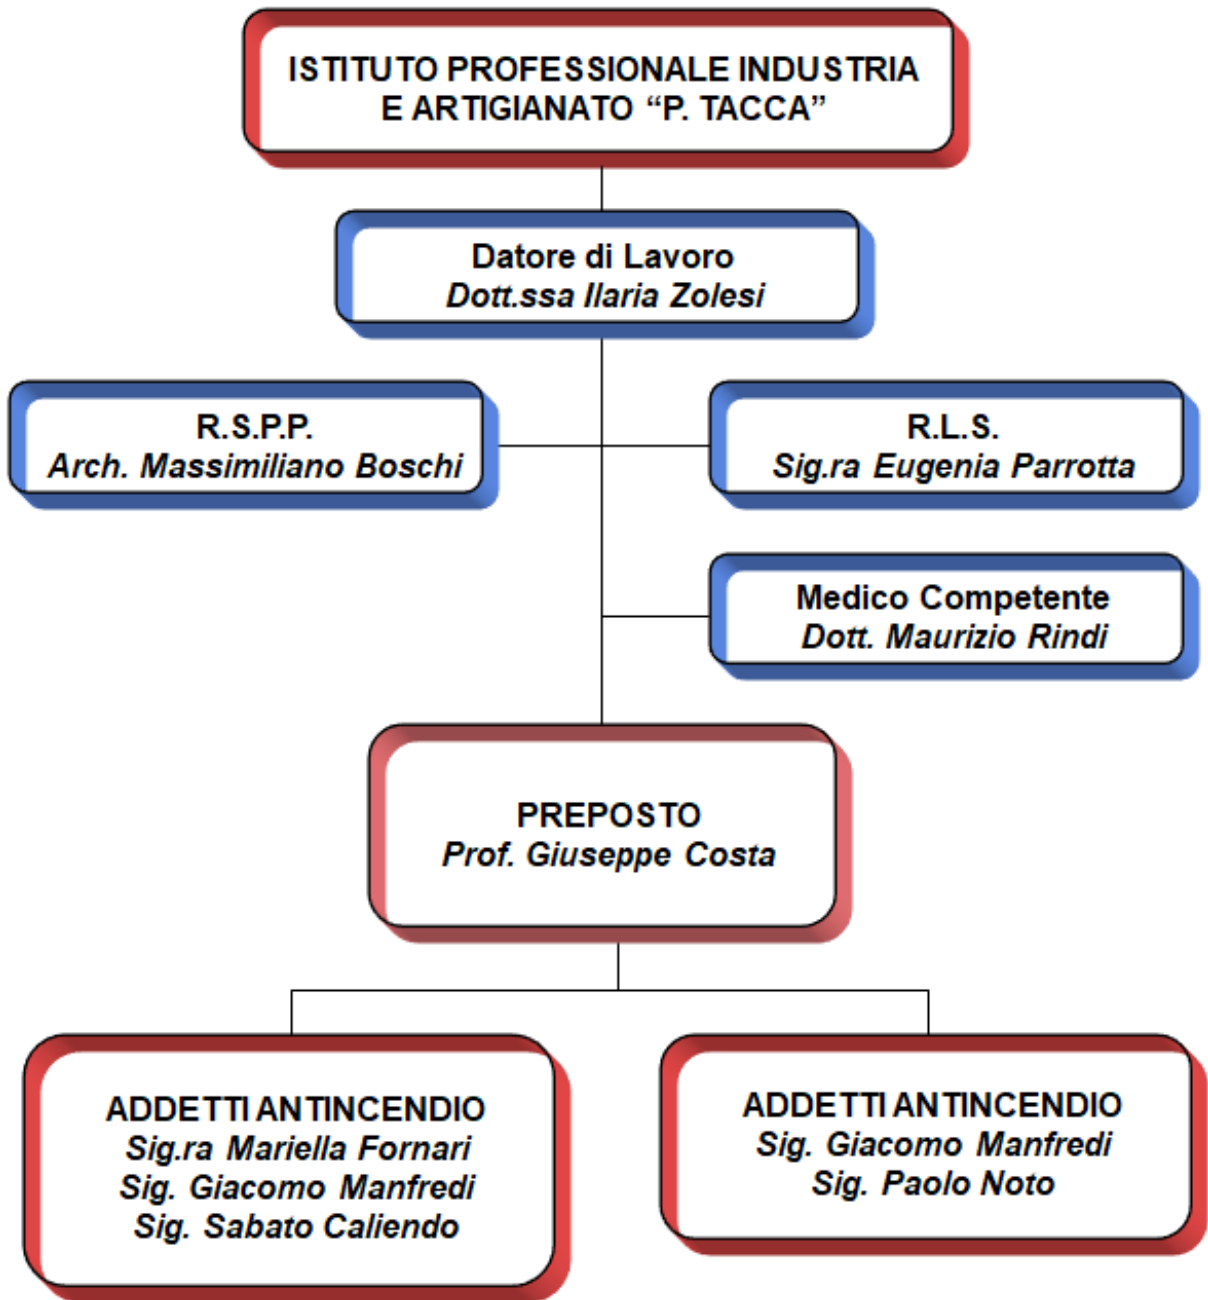 ISTITUTO PROFESSIONALE INDUSTRIA
E ARTIGIANATO “P. TACCA”
Datore di Lavoro
Dott.ssa Ilaria Zolesi
R.S.P.P.
Arch. Massimiliano Boschi
R.L.S.
Sig.ra Eugenia Parrotta
Medico Competente
Dott. Maurizio Rindi
PREPOSTO
Prof. Giuseppe Costa
ADDETTI ANTINCENDIO
Sig.ra Mariella Fornari
Sig. Giacomo Manfredi
Sig. Sabato Caliendo
ADDETTI ANTINCENDIO
Sig. Giacomo Manfredi
Sig. Paolo Noto